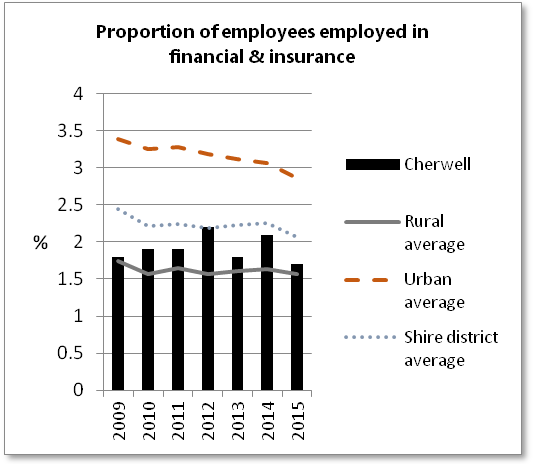 Proportion of employees employed in
financial & insurance
4
3.5
3
2.5
2
1.5
1
0.5
0
%
2009
2010
2011
2012
2013
2014
2015
Cherwell
Rural
average
Urban
average
Shire district
average